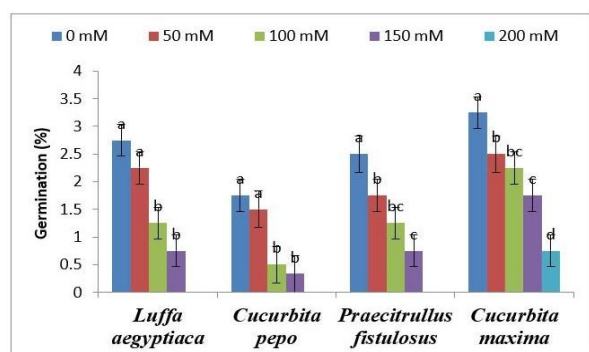 0 mM 50 mM 100 mM 150 mM 200 mM
4
3.5
3
2.5
2
1.5
1
0.5
0
Germination (%)
a a b b
a a b b
a b bc c
a b bc c d
Luffa aegyptiaca
Cucurbita pepo
Praecitrullus fistulosus
Cucurbita maxima